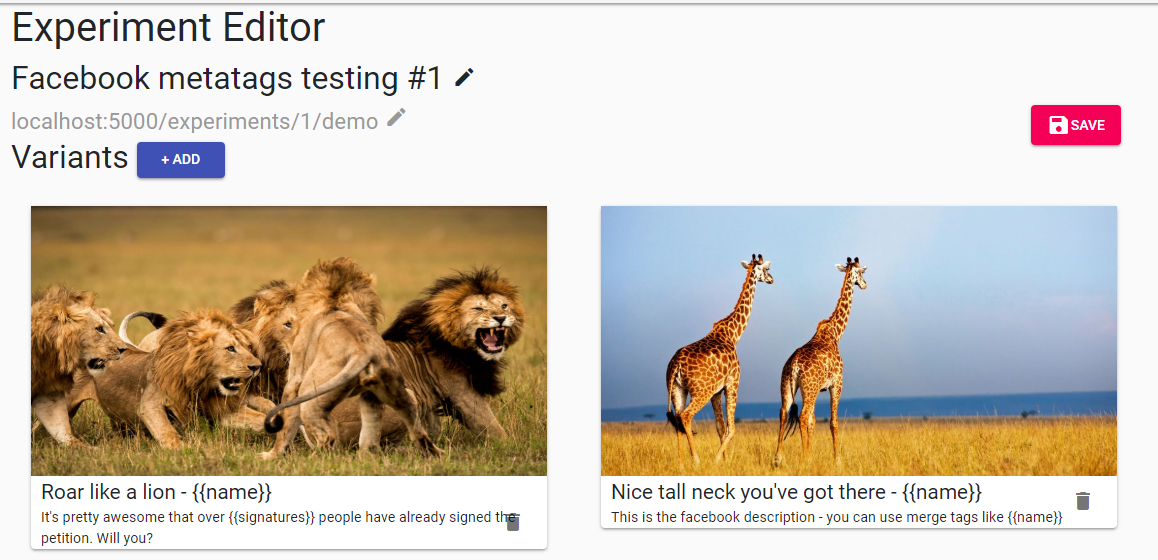 Experiment Editor
Facebook metatags testing #1
localhost:5000/experiments/1/demo
SAVE
Variants + ADD
Roar like a lion - {{name}}
It's pretty awesome that over {{signatures}} people have already signed the
petition. Will you?
Nice tall neck you've got there - {{name}}
This is the facebook description - you can use merge tags like {{name}}